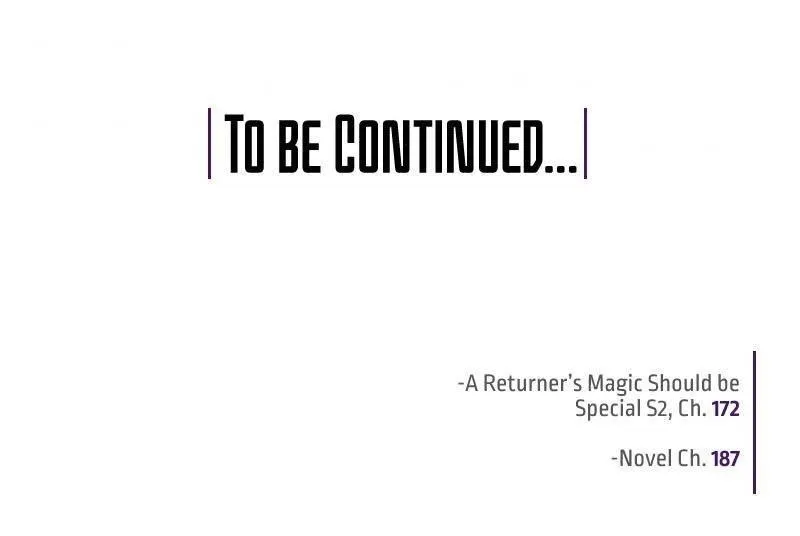 To be Continued...
-A Returner's Magic Should be
Special S2, Ch. 172
-Novel Ch. 187